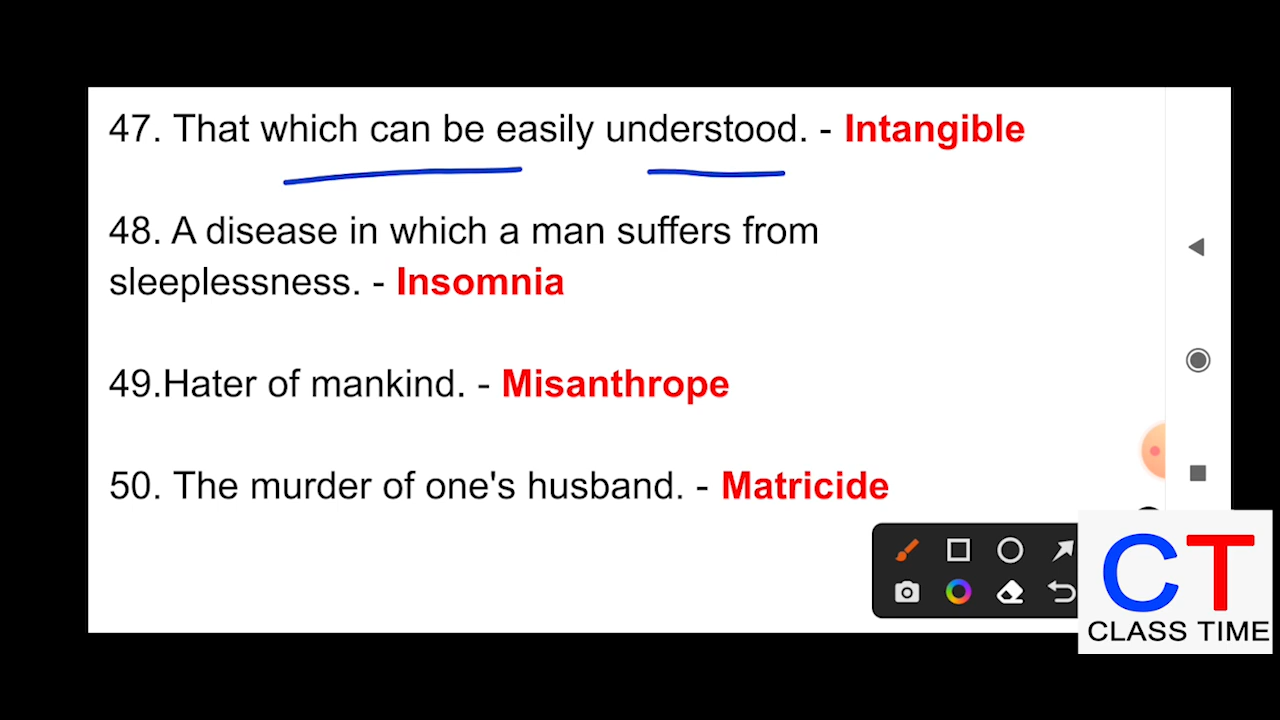 47. That which can be easily understood. - Intangible
48. A disease in which a man suffers from
sleeplessness. - Insomnia
49.Hater of mankind. - Misanthrope
50. The murder of one's husband. - Matricide
CT
CLASS TIME